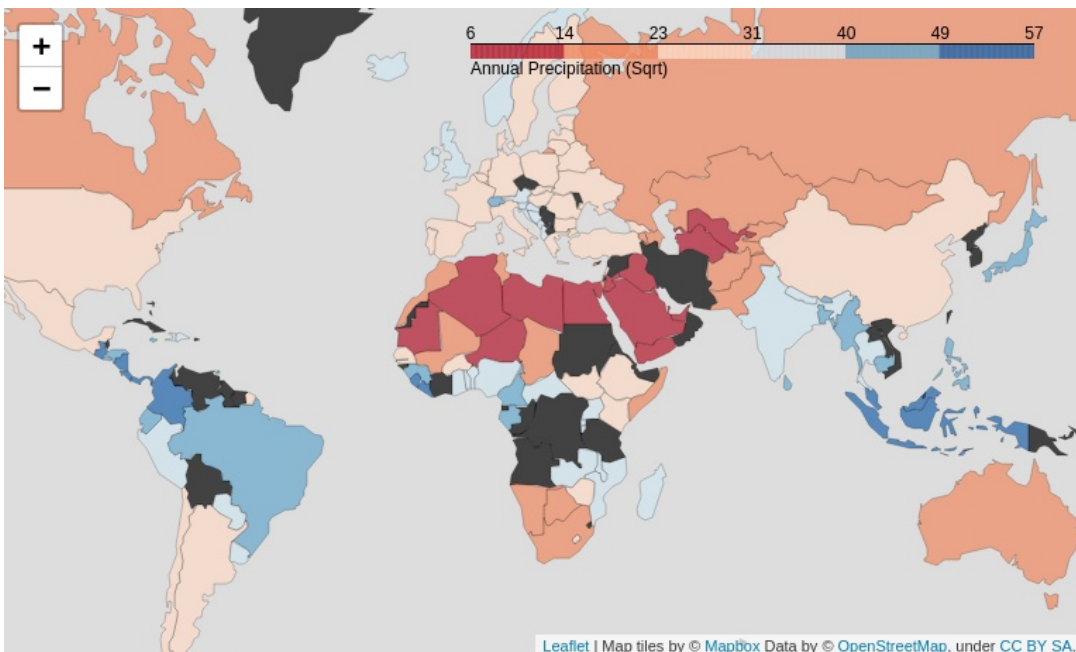 +
−
6 14 23 31 40 49 57
Annual Precipitation (Sqrt)
Leaflet | Map tiles by © Mapbox Data by © OpenStreetMap, under CC BY SA.